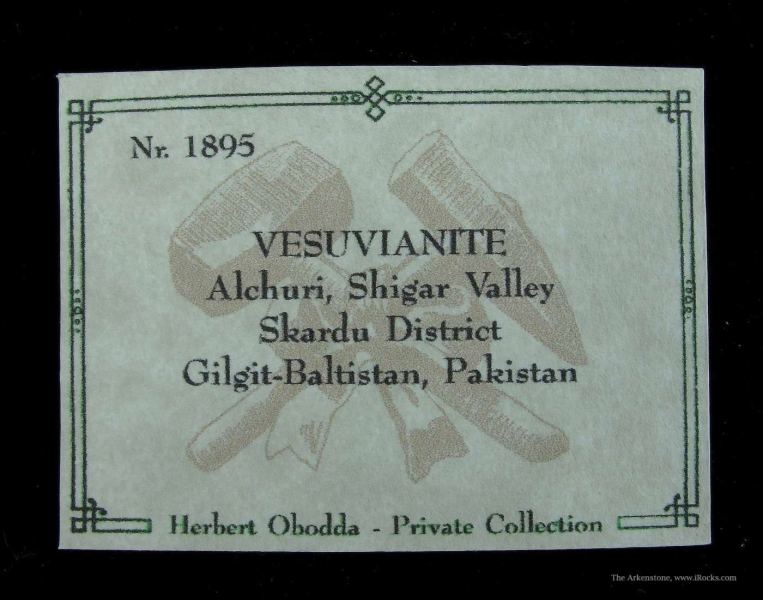 Nr. 1895
VESUVIANITE
Alchuri, Shigar Valley
Skardu District
Gilgit-Baltistan, Pakistan
Herbert Obodda - Private Collection
The Arkenstone, www.iRocks.com